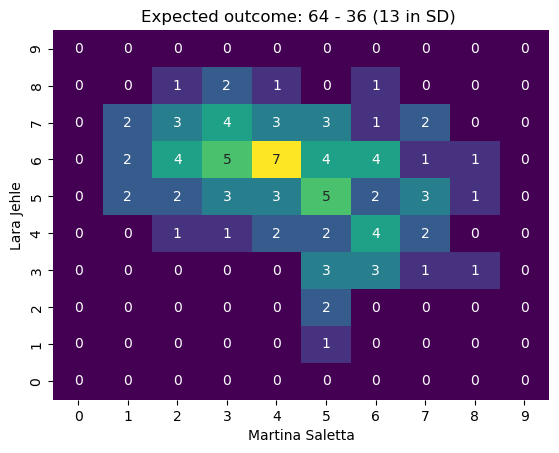 Expected outcome: 64 - 36 (13 in SD)
9 0 0 0 0 0 0 0 0 0 0
8 0 0 1 2 1 0 1 0 0 0
7 0 2 3 4 3 3 1 2 0 0
6 0 2 4 5 7 4 4 1 1 0
5 0 2 2 3 3 5 2 3 1 0
4 0 0 1 1 2 2 4 2 0 0
3 0 0 0 0 0 3 3 1 1 0
2 0 0 0 0 0 2 0 0 0 0
1 0 0 0 0 0 1 0 0 0 0
0 0 0 0 0 0 0 0 0 0 0
Lara Jehle
0 1 2 3 4 5 6 7 8 9
Martina Saletta